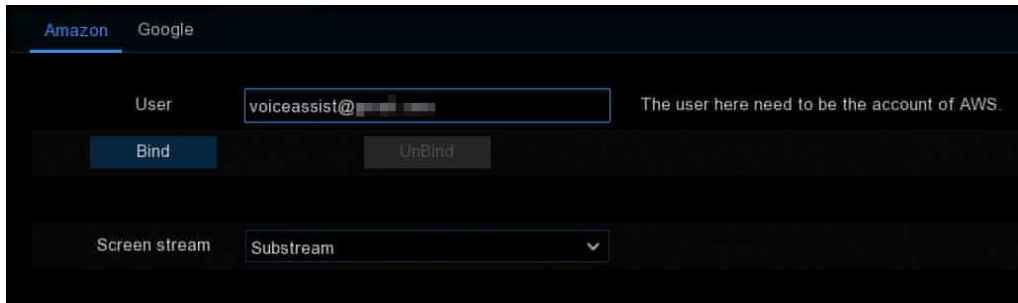 Amazon Google
User voiceassist@ The user here need to be the account of AWS.
Bind UnBind
Screen stream Substream